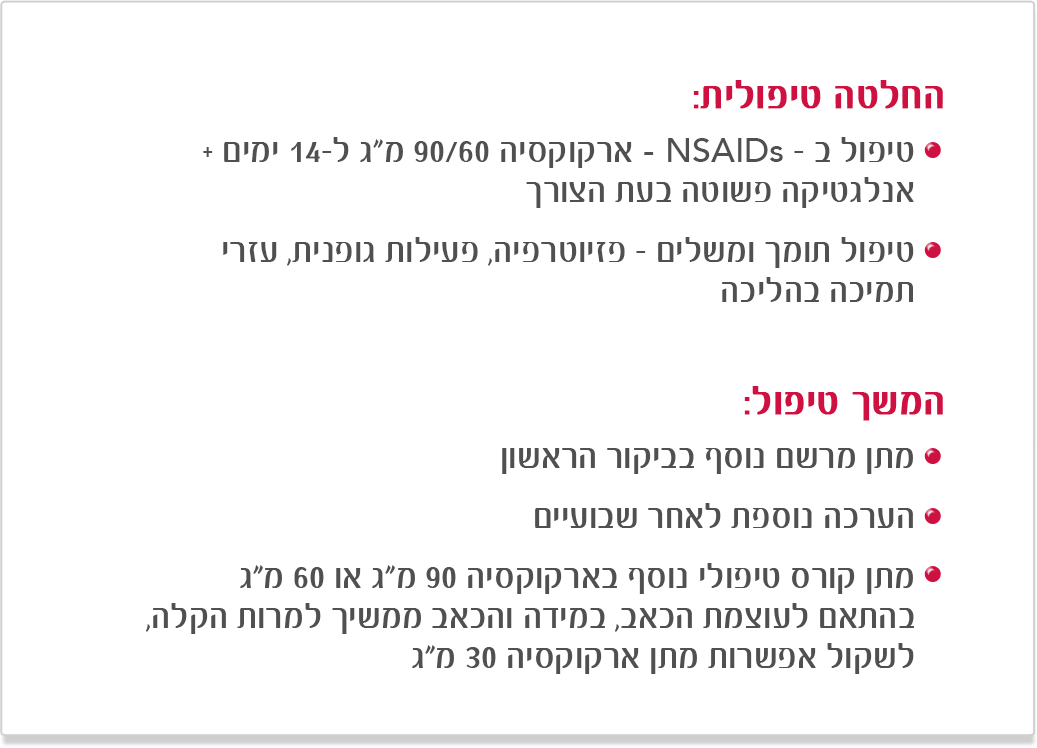 החלטה טיפולית:
טיפול ב - NSAIDs - ארקוקסיה 90/60 מ"ג ל-14 ימים +
אנלגטיקה פשוטה בעת הצורך
טיפול תומך ומשלים - פזיוטרפיה, פעילות גופנית, עזרי
תמיכה בהליכה
המשך טיפול:
מתן מרשם נוסף בביקור הראשון
הערכה נוספת לאחר שבועיים
מתן קורס טיפולי נוסף בארקוקסיה 90 מ"ג או 60 מ"ג
בהתאם לעוצמת הכאב, במידה והכאב ממשיך למרות הקלה,
לשקול אפשרות מתן ארקוקסיה 30 מ"ג